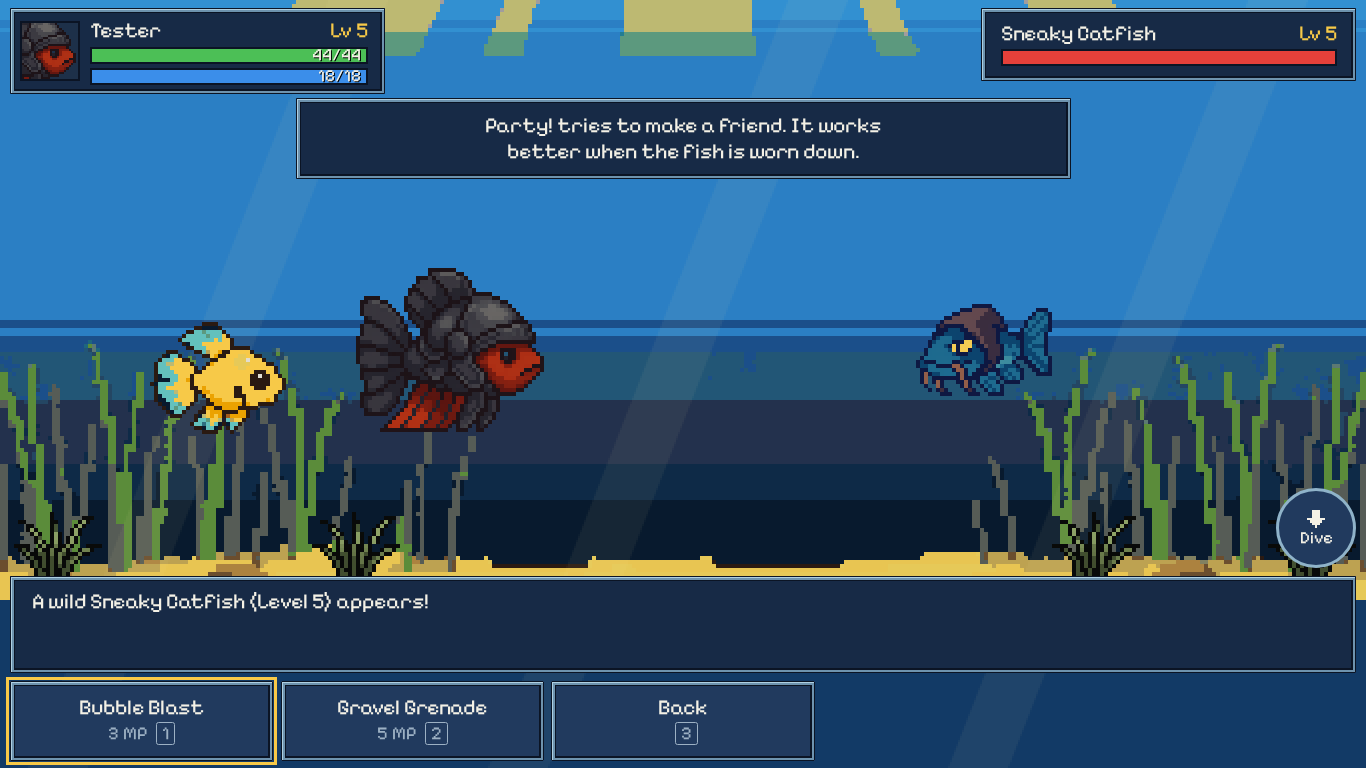 Tester Lv 5
44/44
18/18
Sneaky Catfish Lv 5
Party! tries to make a friend. It works
better when the fish is worn down.
Dive
A wild Sneaky Catfish (Level 5) appears!
Bubble Blast
3 MP 1
Gravel Grenade
5 MP 2
Back
3